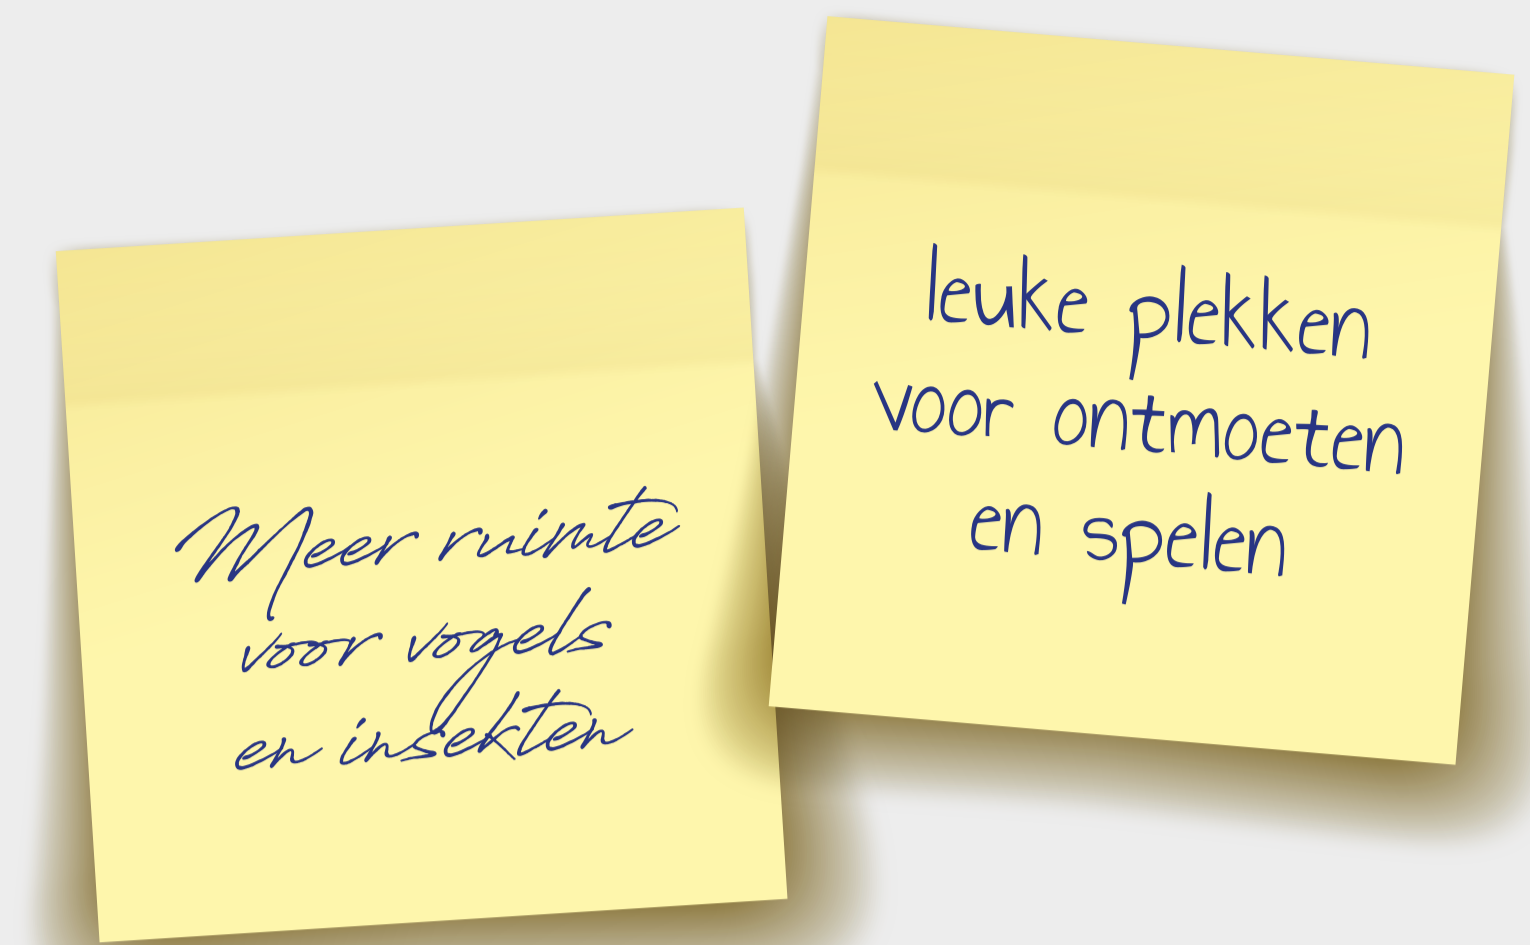 Meer ruimte
voor vogels
en insekten
leuke plekken
voor ontmoeten
en spelen